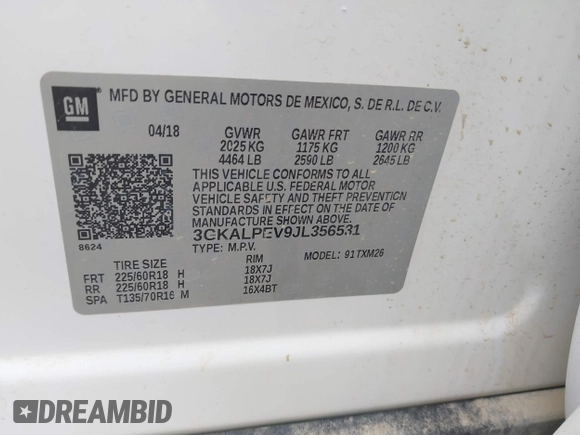 GM
MFD BY GENERAL MOTORS DE MEXICO, S. DE R.L. DE C.V.
04/18 GVWR GAWR FRT GAWR RR
2025 KG 1175 KG 1200 KG
4464 LB 2590 LB 2645 LB
THIS VEHICLE CONFORMS TO ALL
APPLICABLE U.S. FEDERAL MOTOR
VEHICLE SAFETY AND THEFT PREVENTION
STANDARDS IN EFFECT ON THE DATE OF
MANUFACTURE SHOWN ABOVE.
8624
3CKALPEV9JL356531
TYPE: M.P.V. MODEL: 91TXM26
TIRE SIZE RIM
FRT 225/60R18 H 18X7J
RR 225/60R18 H 18X7J
SPA T135/70R16 M 16X4BT
DREAMBID